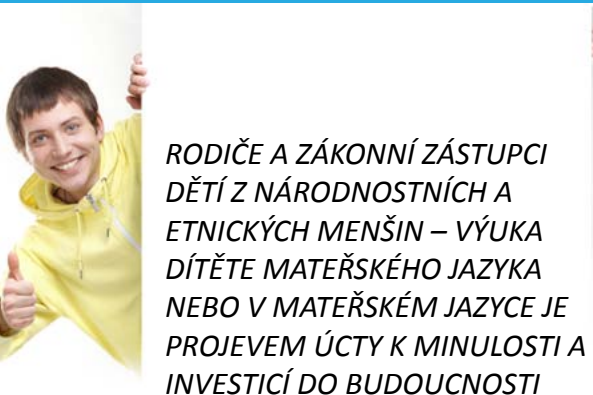 RODIČE A ZÁKONNÍ ZÁSTUPCI
DĚTÍ Z NÁRODNOSTNÍCH A
ETNICKÝCH MENŠIN – VÝUKA
DÍTĚTE MATEŘSKÉHO JAZYKA
NEBO V MATEŘSKÉM JAZYCE JE
PROJEVEM ÚCTY K MINULOSTI A
INVESTICÍ DO BUDOUCNOSTI